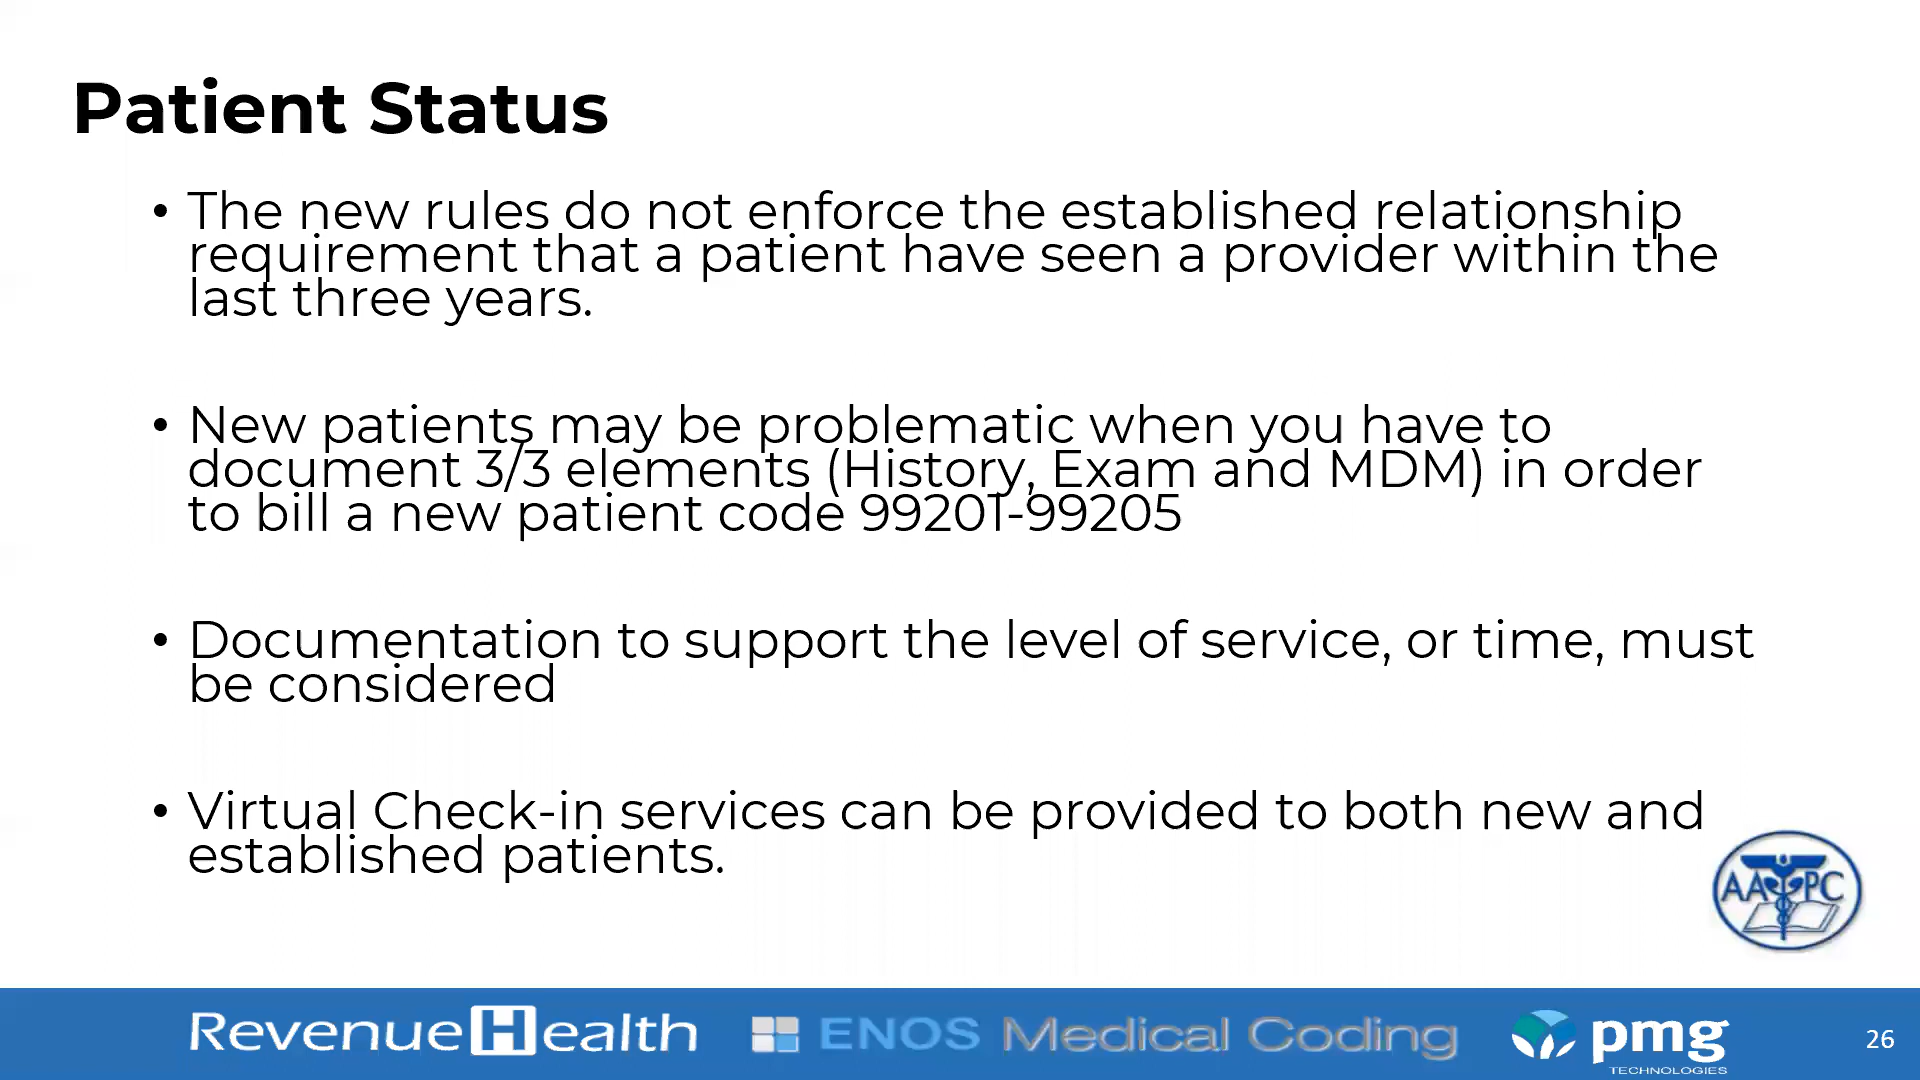 Patient Status
• The new rules do not enforce the established relationship
requirement that a patient have seen a provider within the
last three years.
• New patients may be problematic when you have to
document 3/3 elements (History, Exam and MDM) in order
to bill a new patient code 99201-99205
• Documentation to support the level of service, or time, must
be considered
• Virtual Check-in services can be provided to both new and
established patients.
AAPC
RevenueHealth
ENOS Medical Coding
pmg
TECHNOLOGIES
26